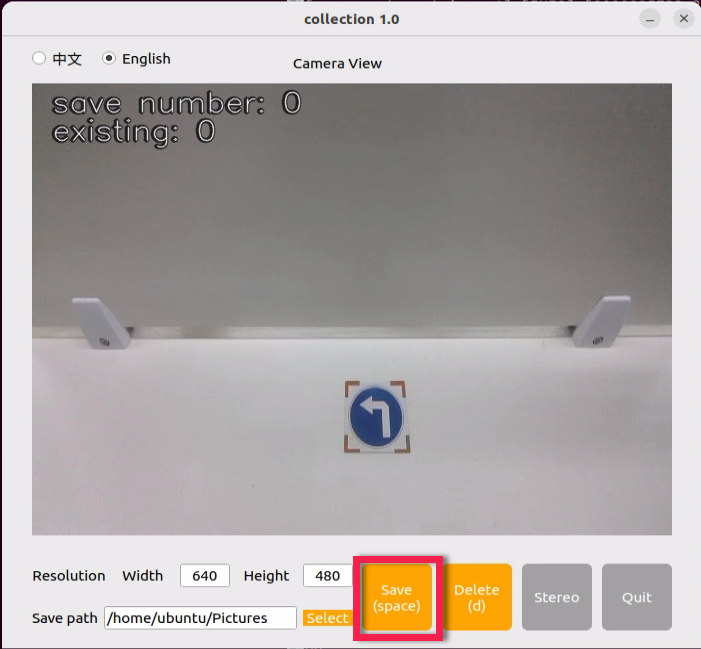 collection 1.0
中文 English
Camera View
save number: 0
existing: 0
Resolution Width 640 Height 480
Save path /home/ubuntu/Pictures Select
Save
(space)
Delete
(d)
Stereo
Quit